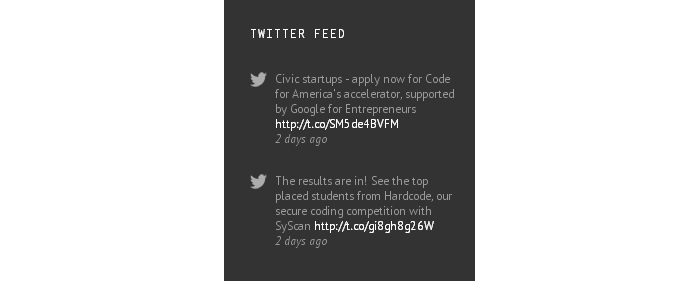 TWITTER FEED
Civic startups - apply now for Code
for America's accelerator, supported
by Google for Entrepreneurs
http://t.co/SM5de4BVFM
2 days ago
The results are in! See the top
placed students from Hardcode, our
secure coding competition with
SyScan http://t.co/gi8gh8g26W
2 days ago